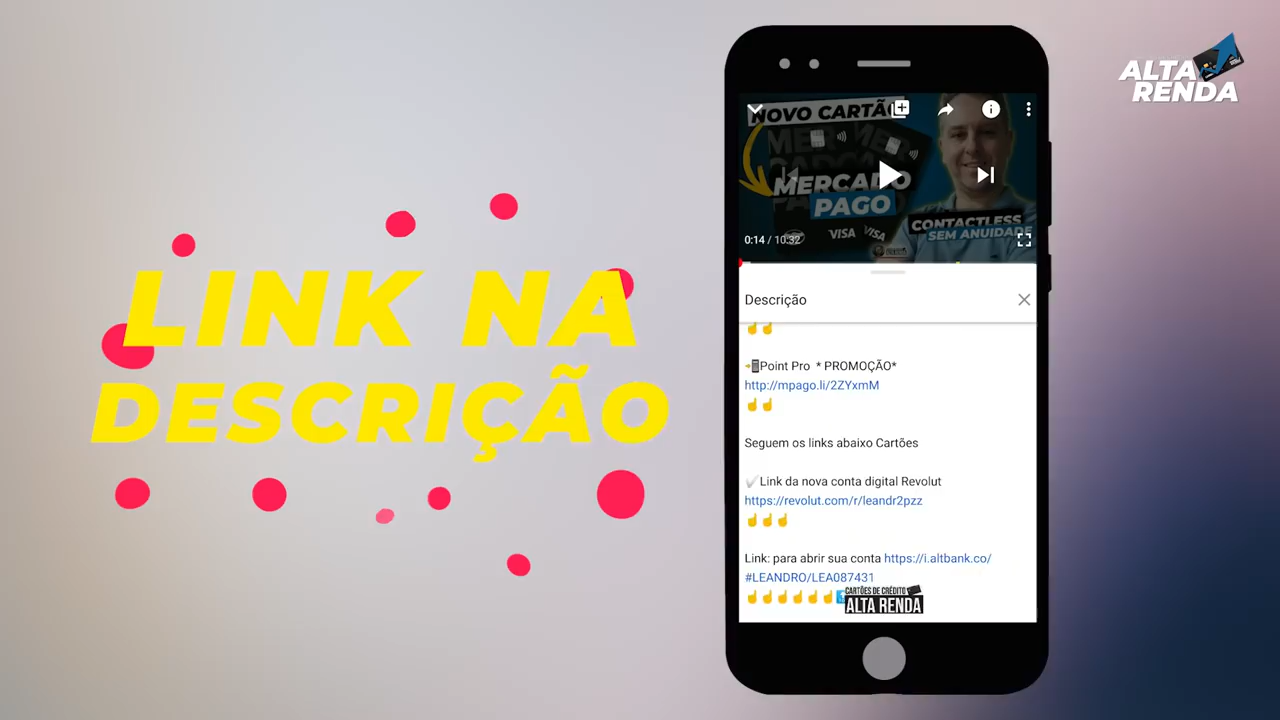 LINK NA
DESCRIÇÃO
ALTA
RENDA
NOVO CARTÃO
MERCADO
PAGO
CONTACTLESS
SEM ANUIDADE
VISA
VISA
0:14 / 10:32
Descrição
Point Pro * PROMOÇÃO*
http://mpago.li/2ZYxmM
Seguem os links abaixo Cartões
Link da nova conta digital Revolut
https://revolut.com/r/leandr2pzz
Link: para abrir sua conta https://i.altbank.co/
#LEANDRO/LEA087431
CARTÕES DE CRÉDITO
ALTA RENDA